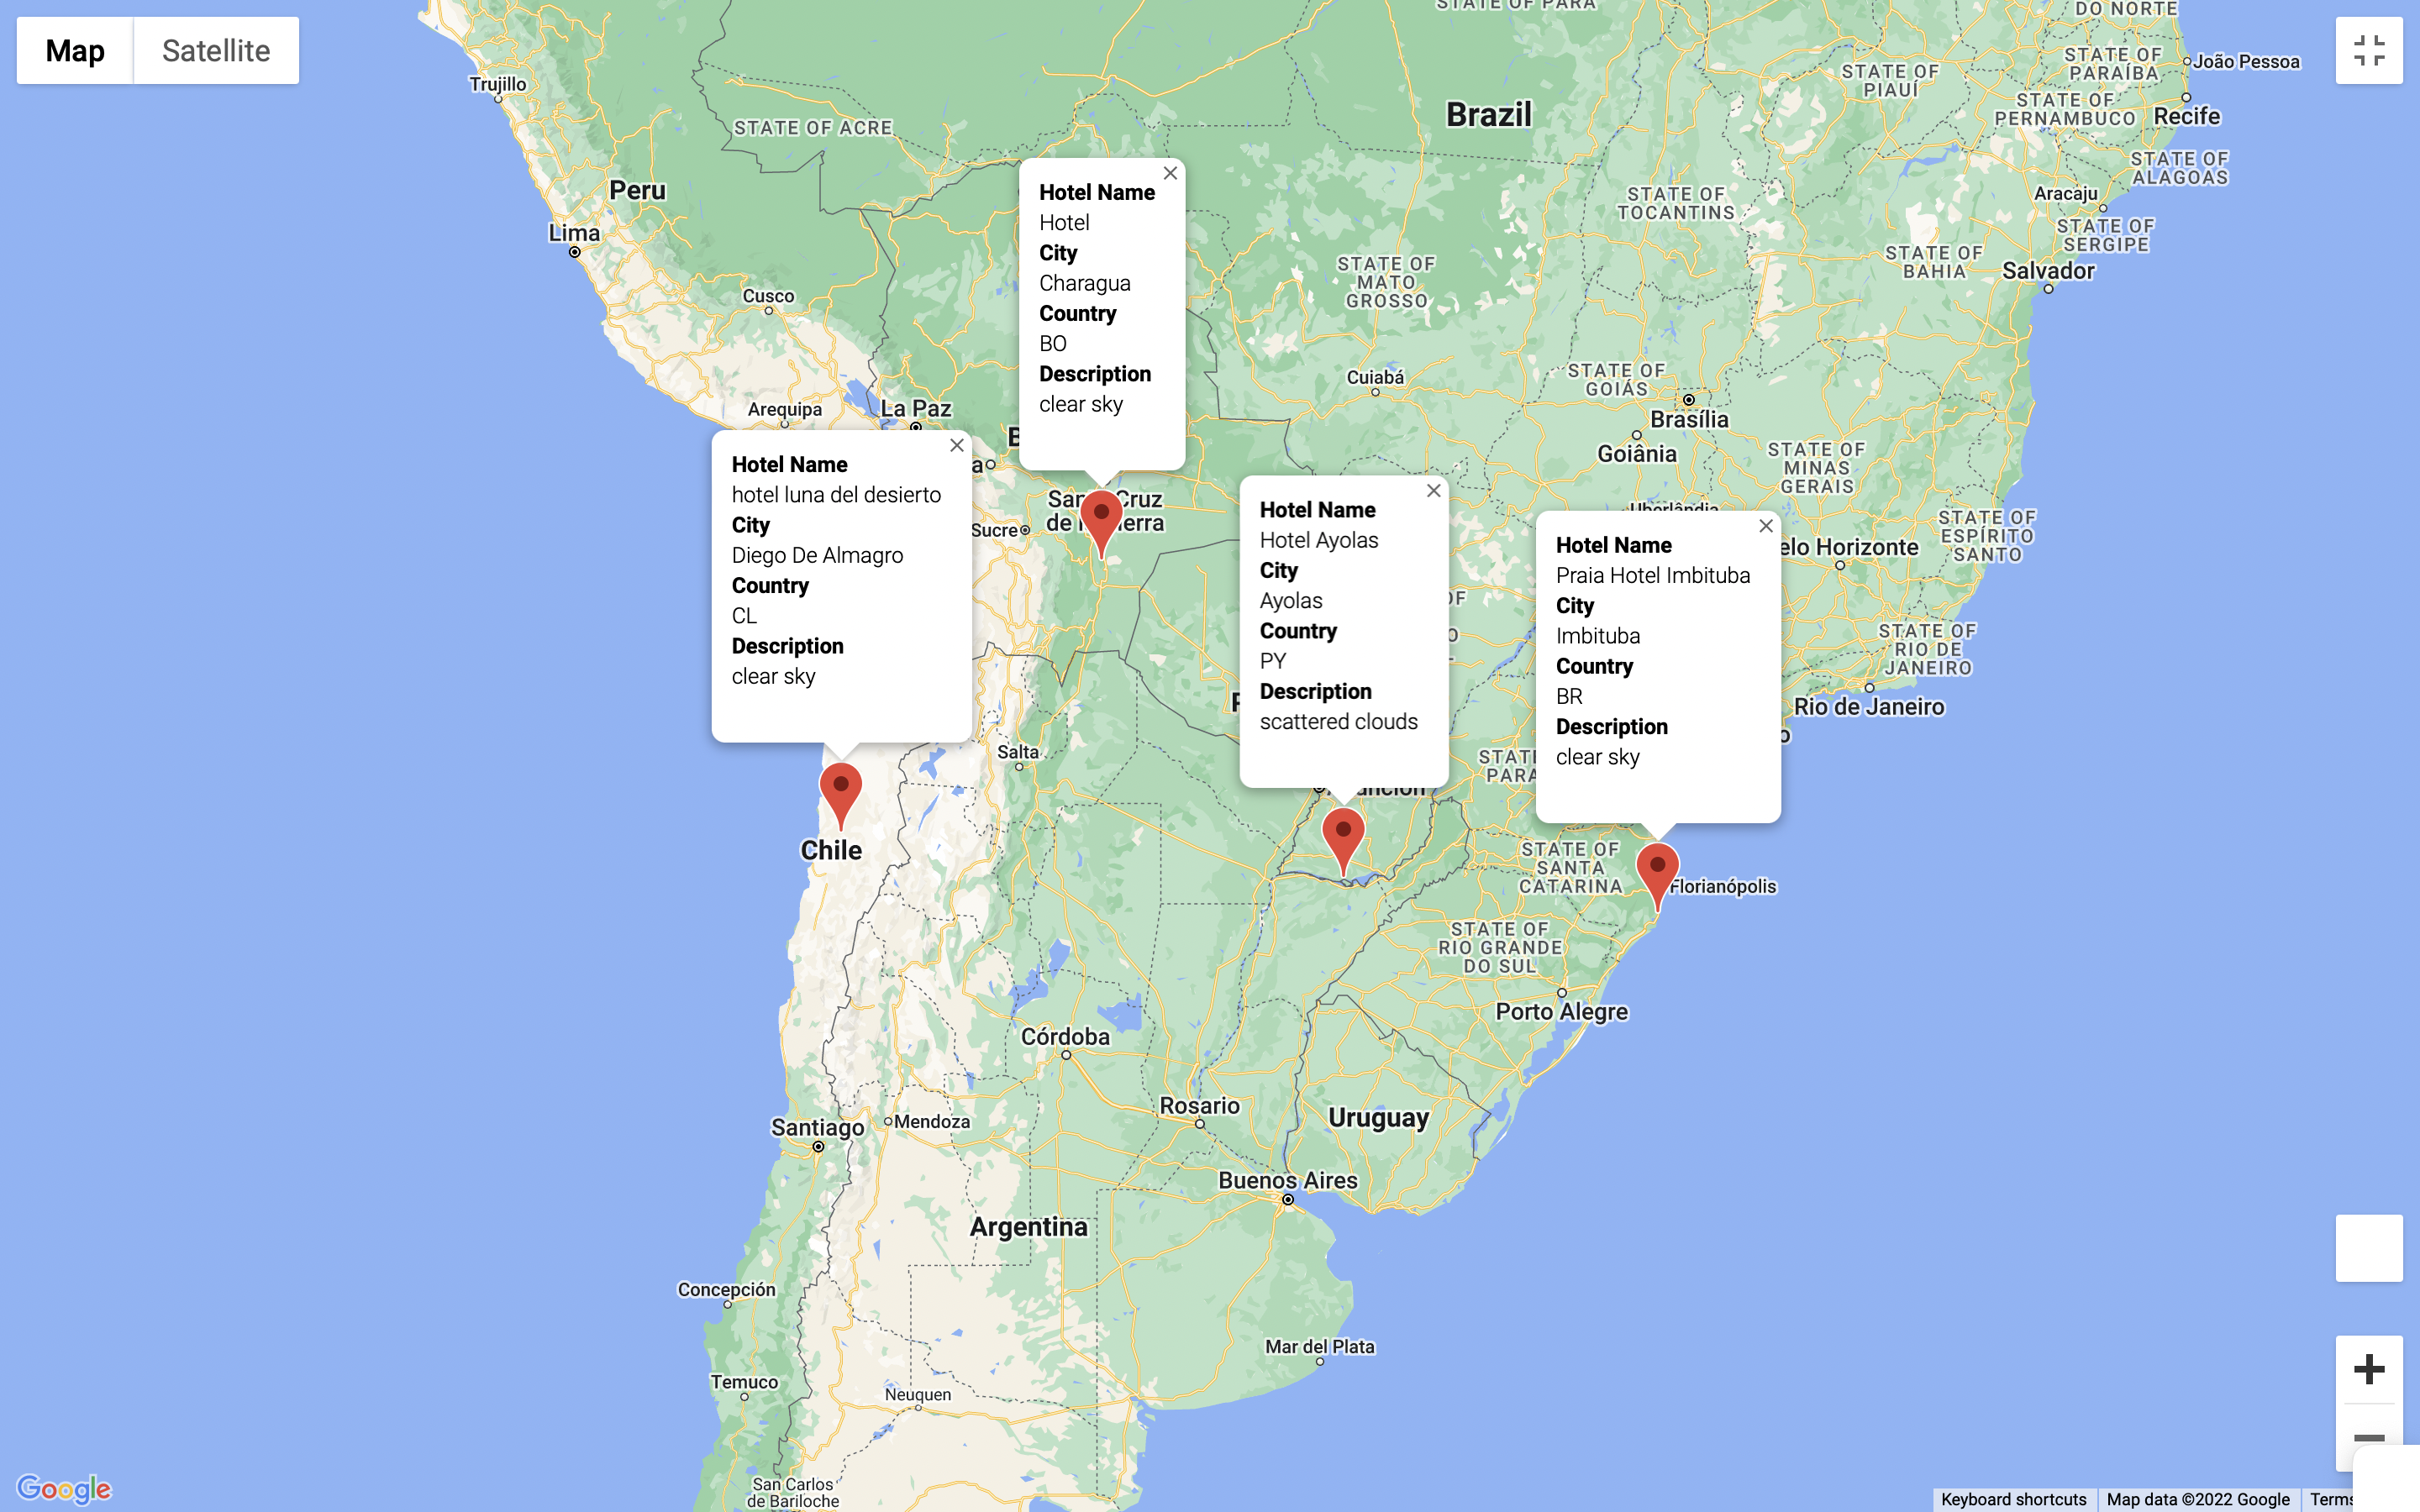 Map
Satellite
STATE OF PARÁ
DO NORTE
STATE OF
PARAÍBA
João Pessoa
STATE OF
PIAUÍ
STATE OF
PERNAMBUCO
Recife
Trujillo
Brazil
STATE OF ACRE
STATE OF
ALAGOAS
Peru
Aracaju
STATE OF
TOCANTINS
STATE OF
SERGIPE
Lima
STATE OF
BAHIA
Salvador
STATE OF
MATO
GROSSO
Cusco
Hotel Name
Hotel
City
Charagua
Country
BO
Description
clear sky
Cuiabá
STATE OF
GOIÁS
Brasília
Arequipa
La Paz
Goiânia
STATE OF
MINAS
GERAIS
Hotel Name
hotel luna del desierto
City
Diego De Almagro
Country
CL
Description
clear sky
Sucre
Hotel Name
Hotel Ayolas
City
Ayolas
Country
PY
Description
scattered clouds
Uberlândia
Hotel Name
Praia Hotel Imbituba
City
Imbituba
Country
BR
Description
clear sky
elo Horizonte
STATE OF
ESPÍRITO
SANTO
STATE OF
RIO DE
JANEIRO
Rio de Janeiro
Salta
Chile
STATE OF
SANTA
CATARINA
Florianópolis
STATE OF
RIO GRANDE
DO SUL
Porto Alegre
Córdoba
Rosario
Uruguay
Santiago
Mendoza
Buenos Aires
Argentina
Concepción
Mar del Plata
Temuco
Neuquen
San Carlos
de Bariloche
Google
Keyboard shortcuts
Map data ©2022 Google
Terms